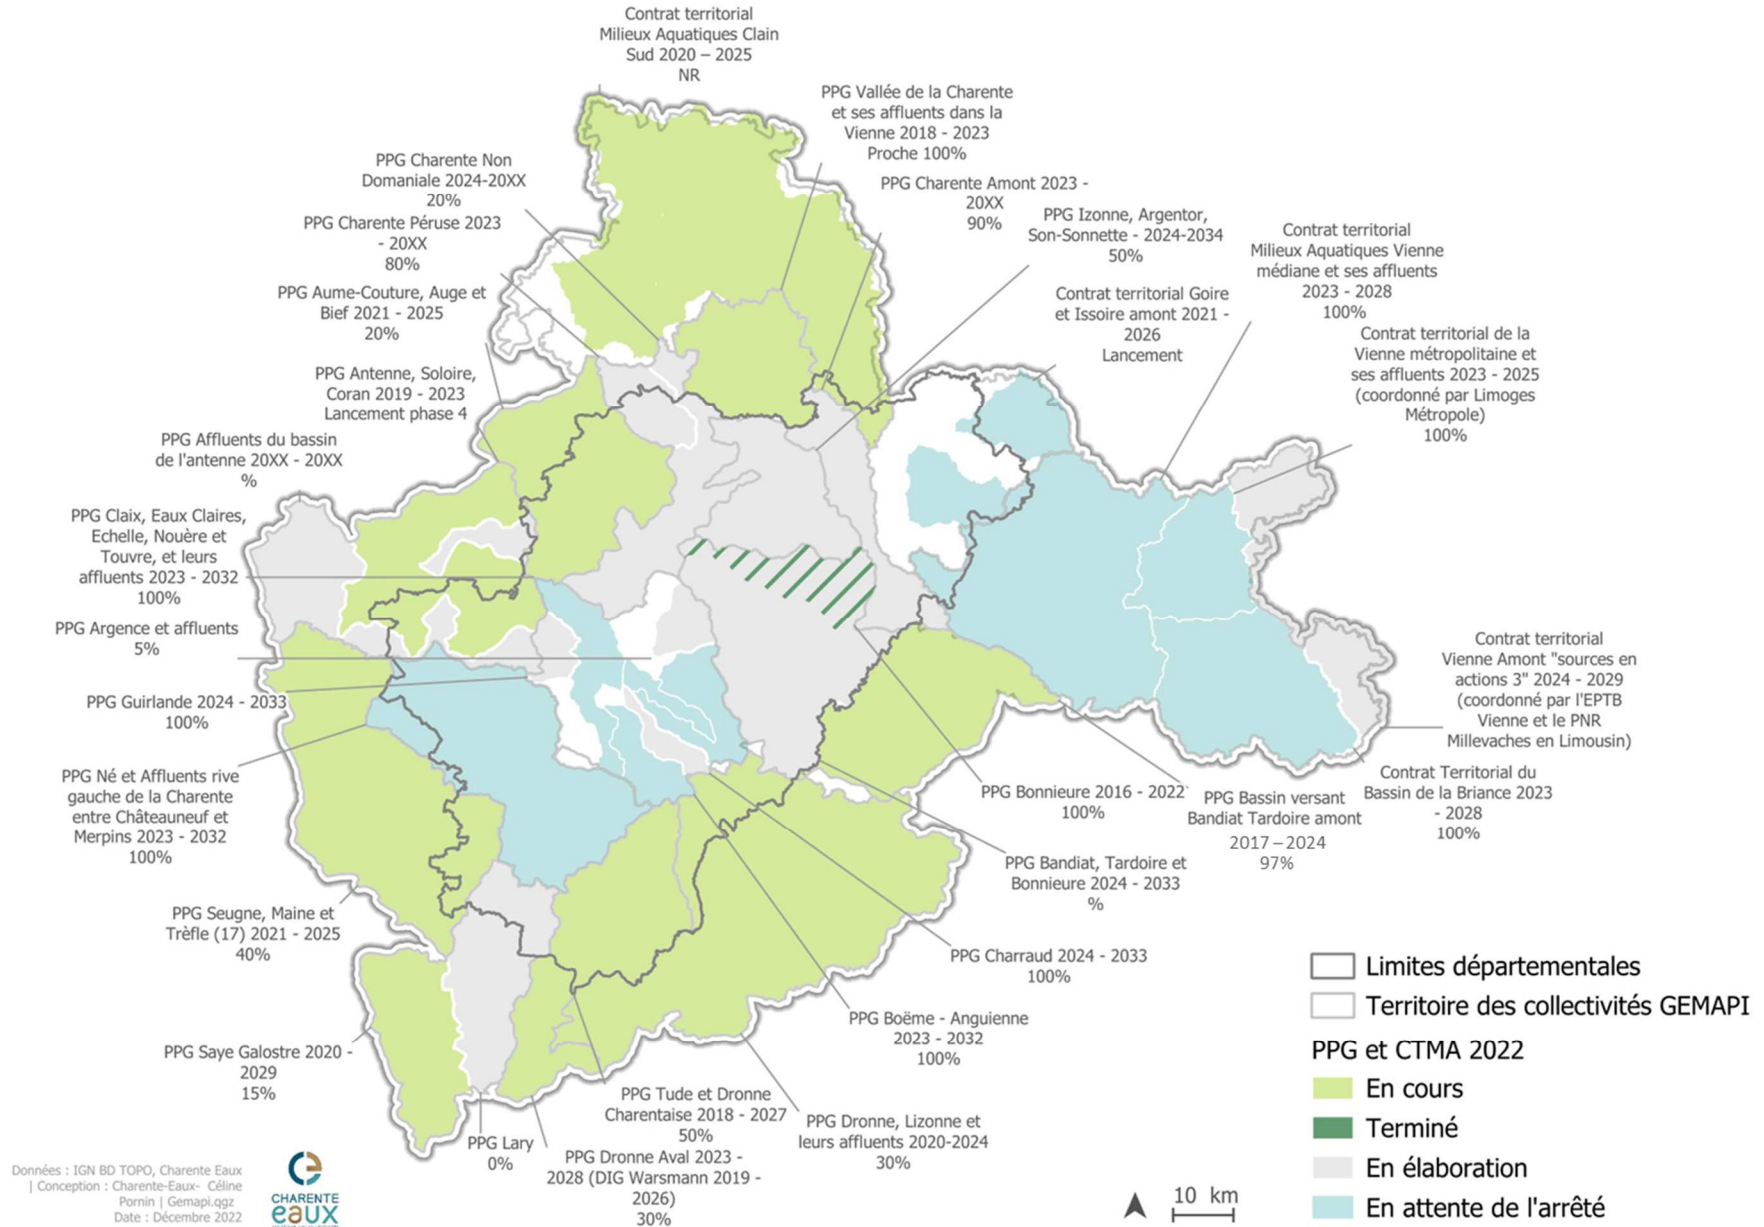 Contrat territorial
Milieux Aquatiques Clain
Sud 2020 – 2025
NR
PPG Vallée de la Charente
et ses affluents dans la
Vienne 2018 - 2023
Proche 100%
PPG Charente Non
Domaniale 2024-20XX
20%
PPG Charente Amont 2023 -
20XX
90%
PPG Charente Péruse 2023
- 20XX
80%
PPG Izonne, Argentor,
Son-Sonnette - 2024-2034
50%
Contrat territorial
Milieux Aquatiques Vienne
médiane et ses affluents
2023 - 2028
100%
PPG Aume-Couture, Auge et
Bief 2021 - 2025
20%
Contrat territorial Goire
et Issoire amont 2021 -
2026
Lancement
Contrat territorial de la
Vienne métropolitaine et
ses affluents 2023 - 2025
(coordonné par Limoges
Métropole)
100%
PPG Antenne, Soloire,
Coran 2019 - 2023
Lancement phase 4
PPG Affluents du bassin
de l'antenne 20XX - 20XX
%
PPG Claix, Eaux Claires,
Echelle, Nouère et
Touvre, et leurs
affluents 2023 - 2032
100%
PPG Argence et affluents
5%
Contrat territorial
Vienne Amont "sources en
actions 3" 2024 - 2029
(coordonné par l'EPTB
Vienne et le PNR
Millevaches en Limousin)
PPG Guirlande 2024 - 2033
100%
PPG Né et Affluents rive
gauche de la Charente
entre Châteauneuf et
Merpins 2023 - 2032
100%
Contrat Territorial du
Bassin de la Briance 2023
- 2028
100%
PPG Bonnieure 2016 - 2022
100%
PPG Bassin versant
Bandiat Tardoire amont
2017 – 2024
97%
PPG Bandiat, Tardoire et
Bonnieure 2024 - 2033
%
PPG Seugne, Maine et
Trèfle (17) 2021 - 2025
40%
PPG Charraud 2024 - 2033
100%
PPG Boëme - Anguienne
2023 - 2032
100%
PPG Saye Galostre 2020 -
2029
15%
PPG Tude et Dronne
Charentaise 2018 - 2027
50%
PPG Dronne, Lizonne et
leurs affluents 2020-2024
30%
PPG Lary
0%
PPG Dronne Aval 2023 -
2028 (DIG Warsmann 2019 -
2026)
30%
Limites départementales
Territoire des collectivités GEMAPI
PPG et CTMA 2022
En cours
Terminé
En élaboration
En attente de l'arrêté
10 km
Données : IGN BD TOPO, Charente Eaux
| Conception : Charente-Eaux- Céline
Pornin | Gemapi.qgz
Date : Décembre 2022
CHARENTE
eaux